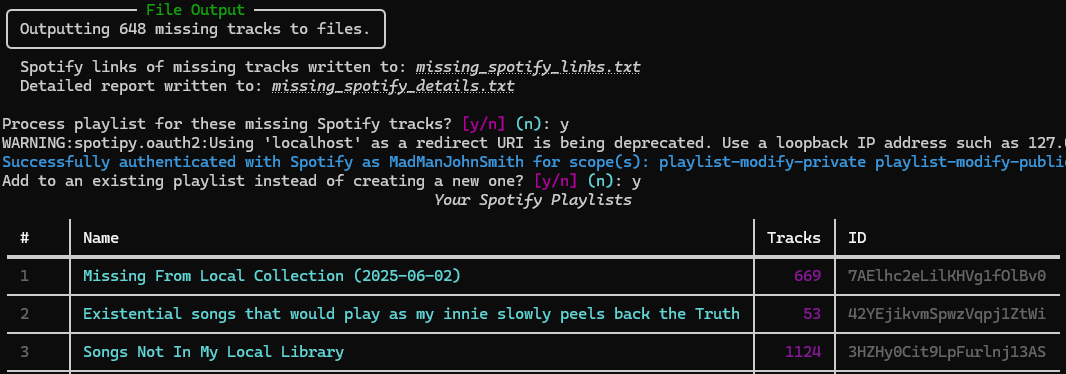 File Output
Outputting 648 missing tracks to files.
Spotify links of missing tracks written to: missing_spotify_links.txt
Detailed report written to: missing_spotify_details.txt
Process playlist for these missing Spotify tracks? [y/n] (n): y
WARNING:spotipy.oauth2:Using 'localhost' as a redirect URI is being deprecated. Use a loopback IP address such as 127.0
Successfully authenticated with Spotify as MadManJohnSmith for scope(s): playlist-modify-private playlist-modify-publi
Add to an existing playlist instead of creating a new one? [y/n] (n): y
Your Spotify Playlists
# Name Tracks ID
1 Missing From Local Collection (2025-06-02) 669 7AElhc2eLilKHVg1fOlBv0
2 Existential songs that would play as my innie slowly peels back the Truth 53 42YEjikvmSpwzVqpj1ZtWi
3 Songs Not In My Local Library 1124 3HZHy0Cit9LpFurlnj13AS